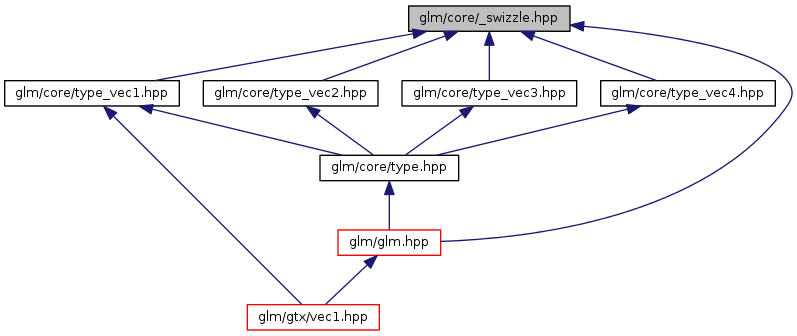 glm/core/_swizzle.hpp
glm/core/type_vec1.hpp
glm/core/type_vec2.hpp
glm/core/type_vec3.hpp
glm/core/type_vec4.hpp
glm/core/type.hpp
glm/glm.hpp
glm/gtx/vec1.hpp